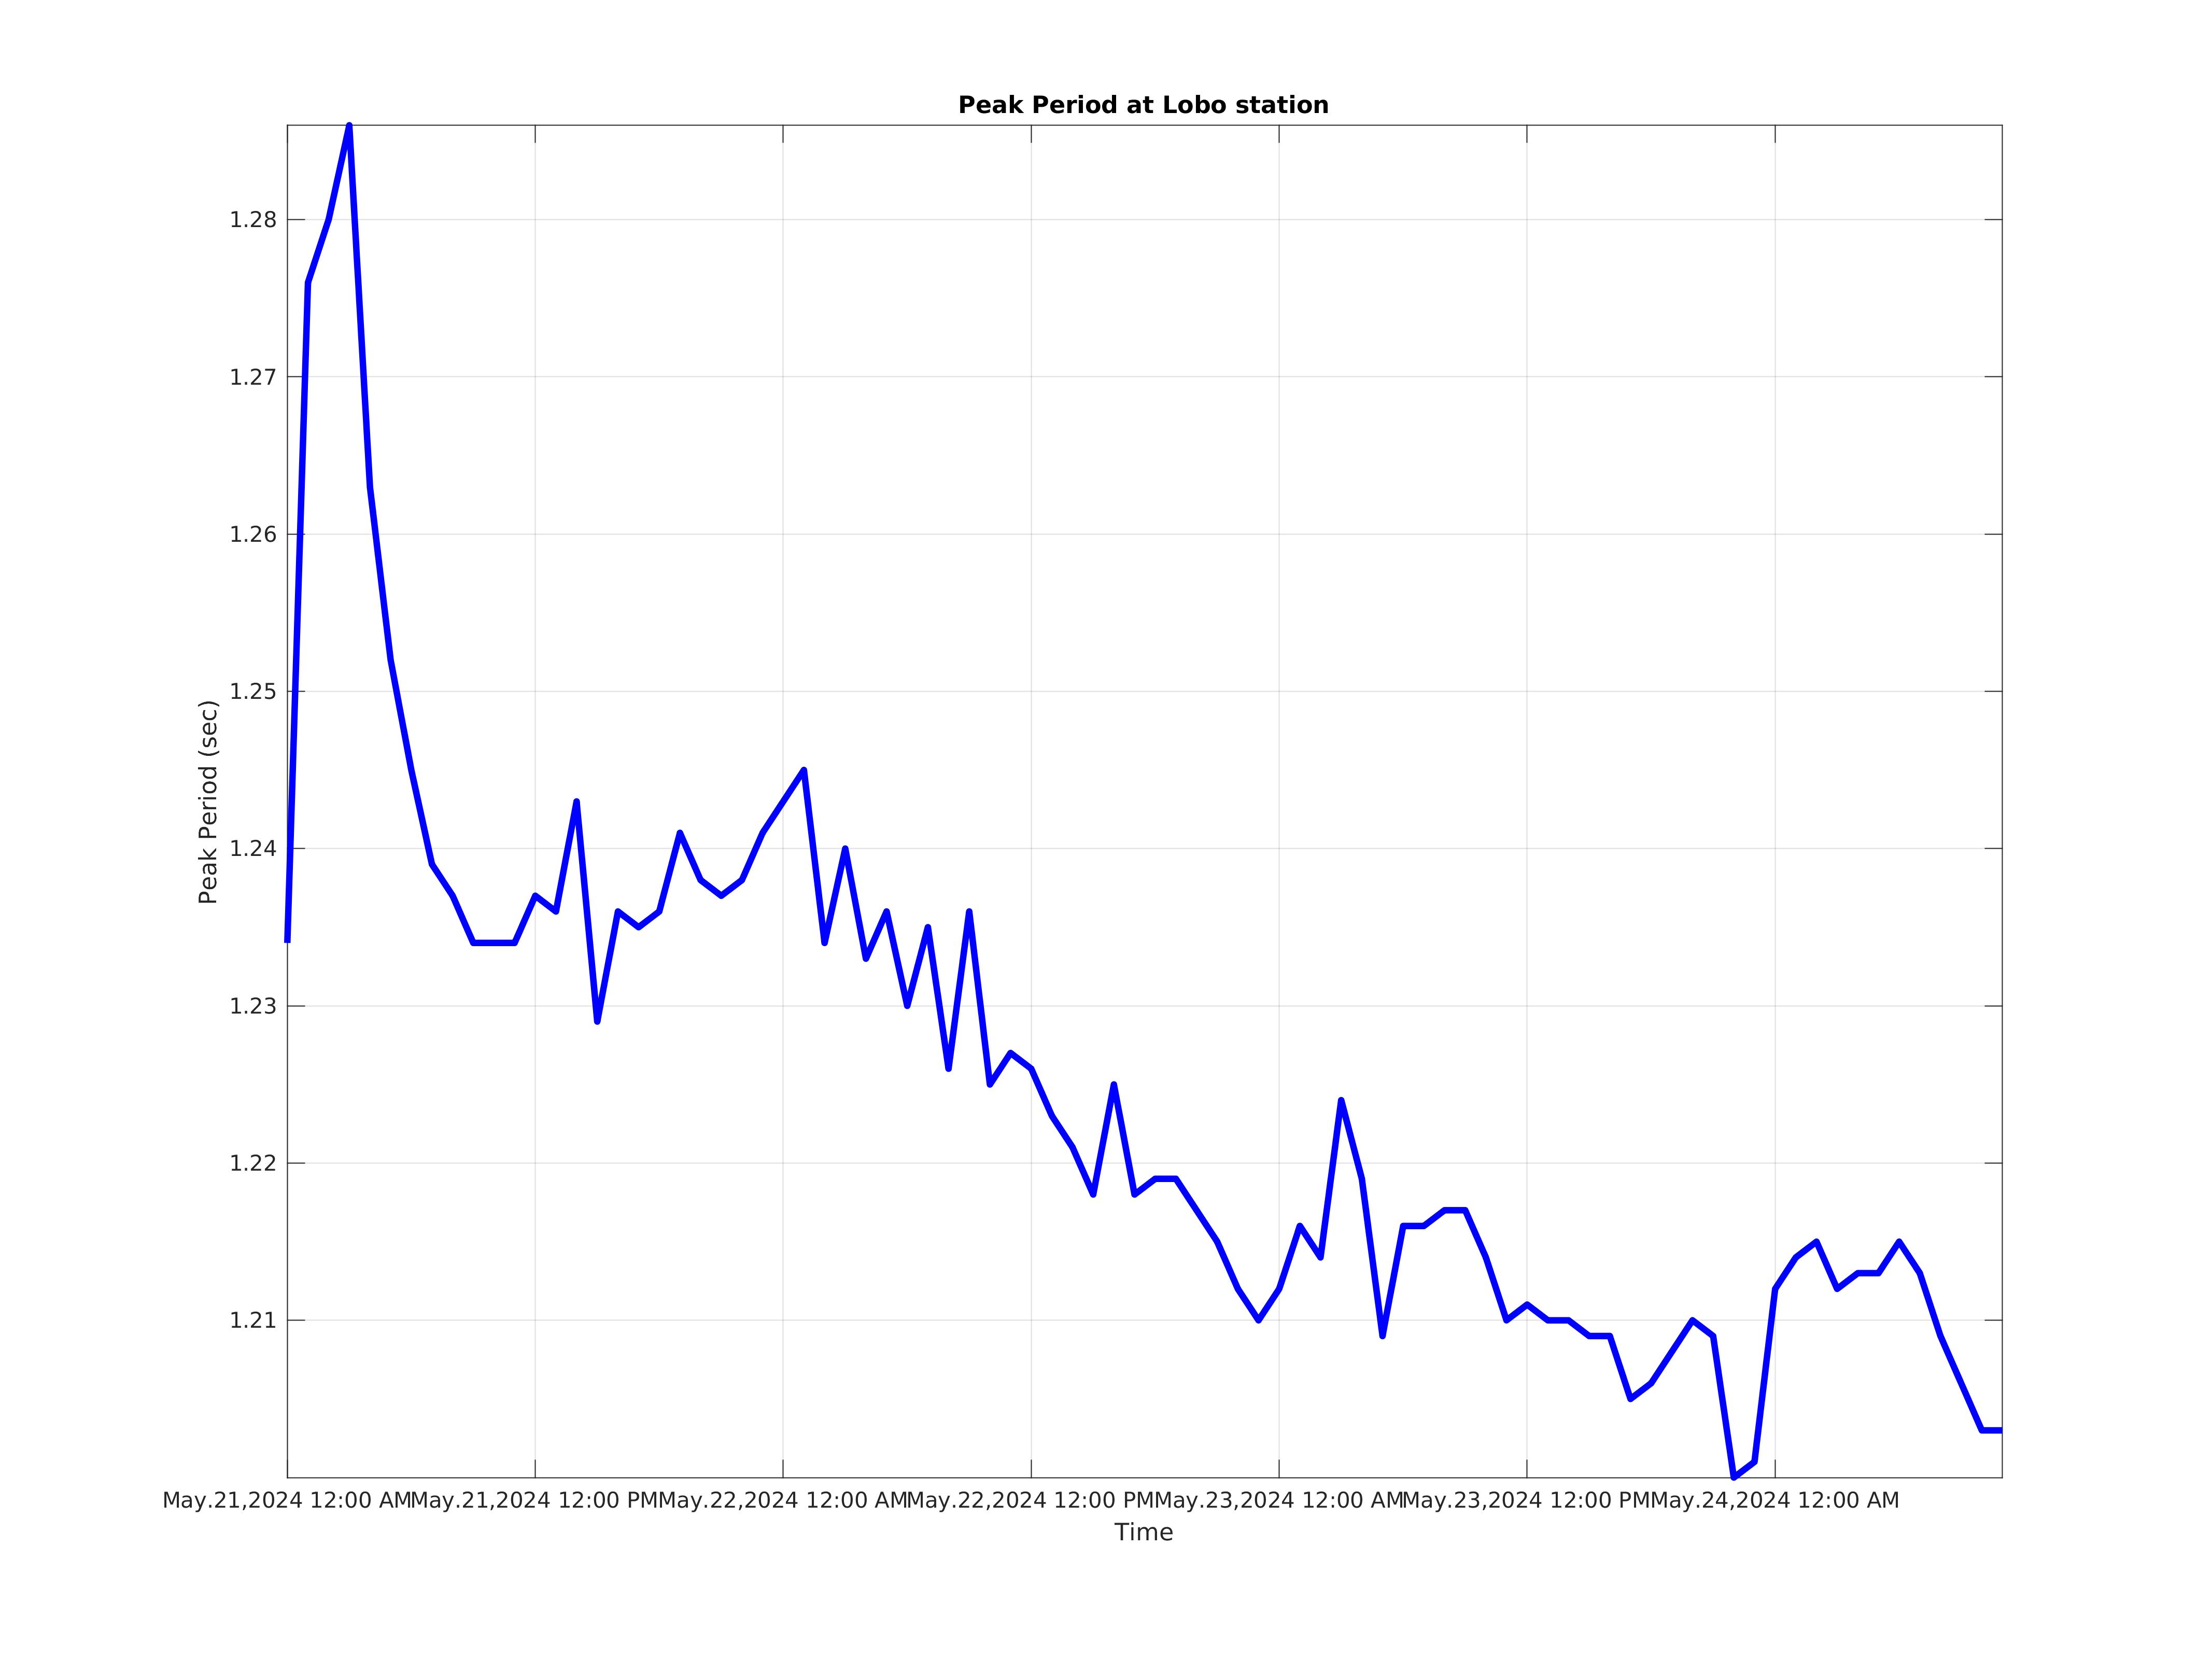 Peak Period at Lobo station
1.28
1.27
1.26
1.25
1.24
1.23
1.22
1.21
Peak Period (sec)
May.21,2024 12:00 AM May.21,2024 12:00 PM May.22,2024 12:00 AM May.22,2024 12:00 PM May.23,2024 12:00 AM May.23,2024 12:00 PM May.24,2024 12:00 AM
Time